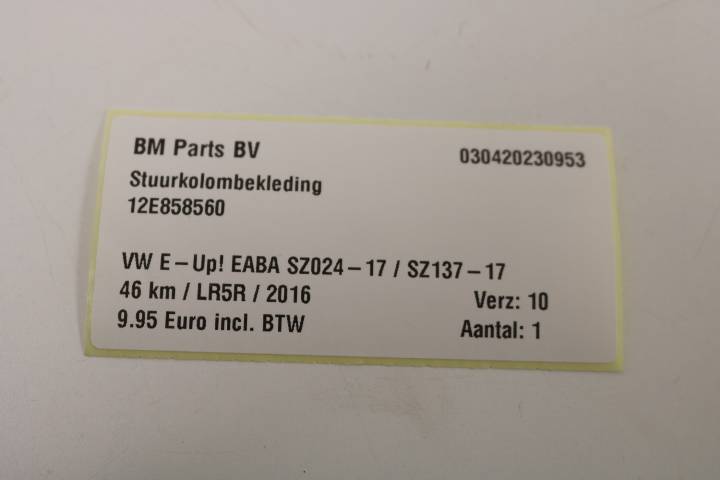 BM Parts BV 030420230953
Stuurkolombekleding
12E858560
VW E-Up! EABA SZ024-17 / SZ137-17
46 km / LR5R / 2016 Verz: 10
9.95 Euro incl. BTW Aantal: 1